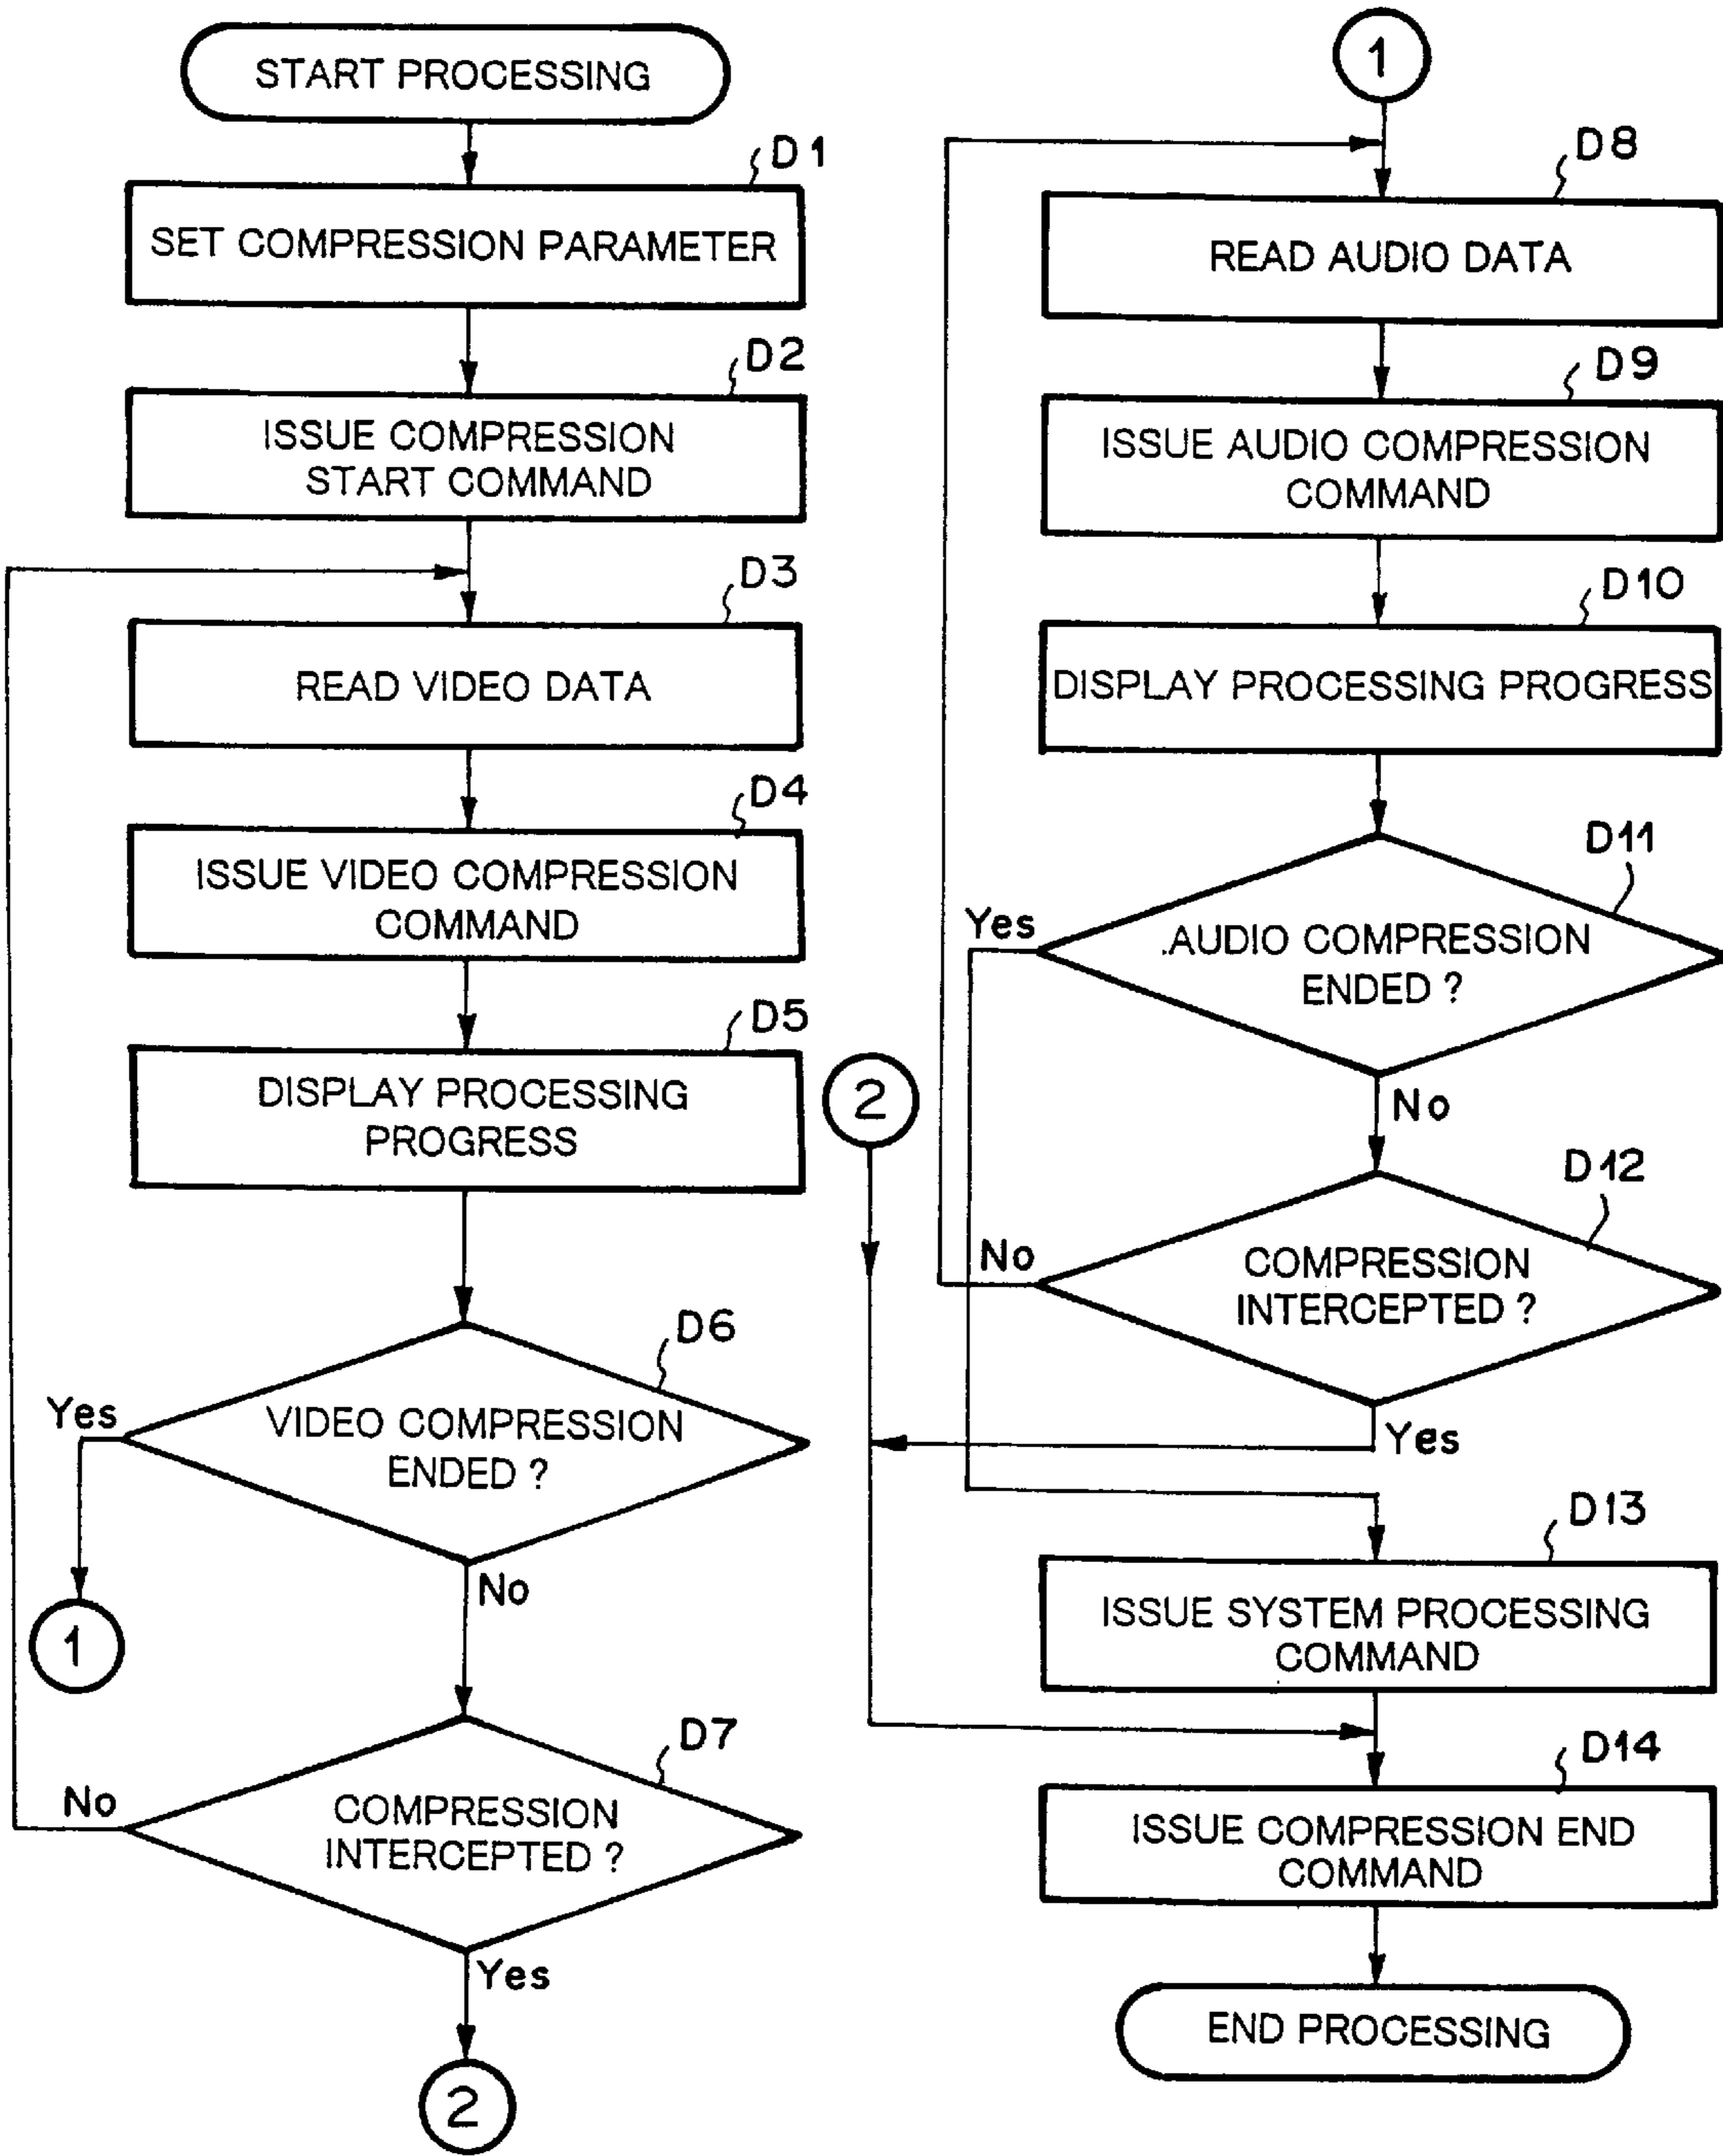 START PROCESSING
D1
SET COMPRESSION PARAMETER
D2
ISSUE COMPRESSION
START COMMAND
D3
READ VIDEO DATA
D4
ISSUE VIDEO COMPRESSION
COMMAND
D5
DISPLAY PROCESSING
PROGRESS
D6
VIDEO COMPRESSION
ENDED ?
Yes
No
1
D7
COMPRESSION
INTERCEPTED ?
No
Yes
2
1
D8
READ AUDIO DATA
D9
ISSUE AUDIO COMPRESSION
COMMAND
D10
DISPLAY PROCESSING PROGRESS
D11
AUDIO COMPRESSION
ENDED ?
Yes
No
2
D12
COMPRESSION
INTERCEPTED ?
No
Yes
D13
ISSUE SYSTEM PROCESSING
COMMAND
D14
ISSUE COMPRESSION END
COMMAND
END PROCESSING